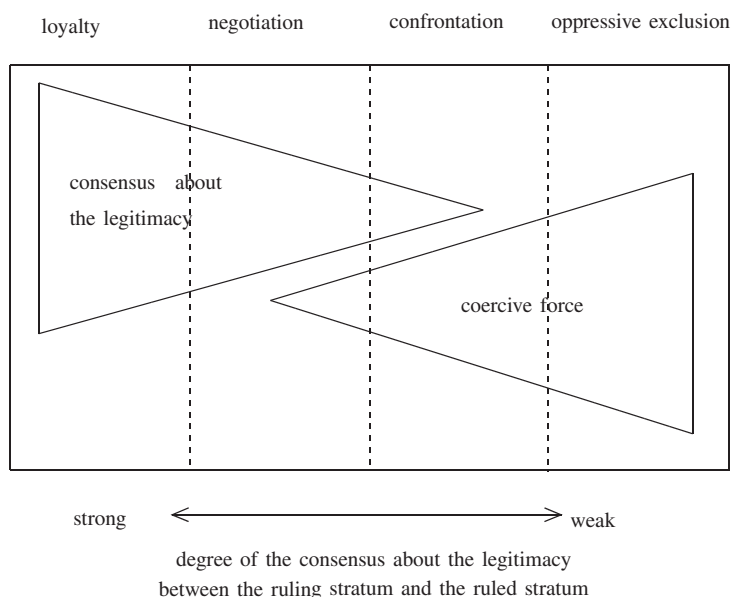 loyalty negotiation confrontation oppressive exclusion
consensus about
the legitimacy
coercive force
strong weak
degree of the consensus about the legitimacy
between the ruling stratum and the ruled stratum